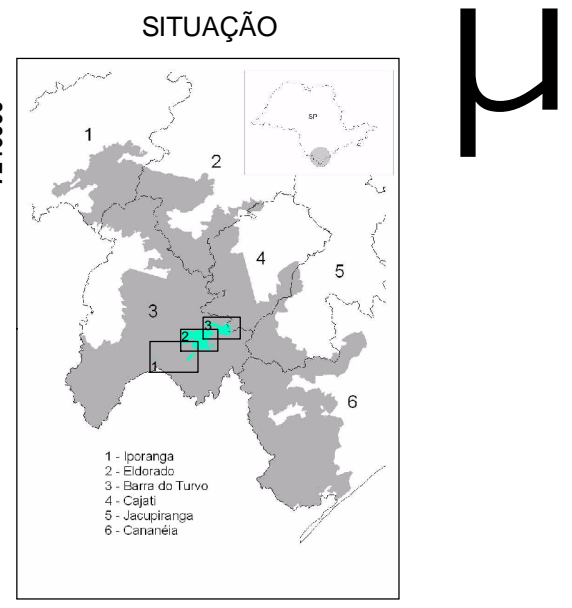 SITUAÇÃO
µ
SP
1
2
4
5
3
3
2
1
6
1 - Iporanga
2 - Eldorado
3 - Barra do Turvo
4 - Cajati
5 - Jacupiranga
6 - Cananéia